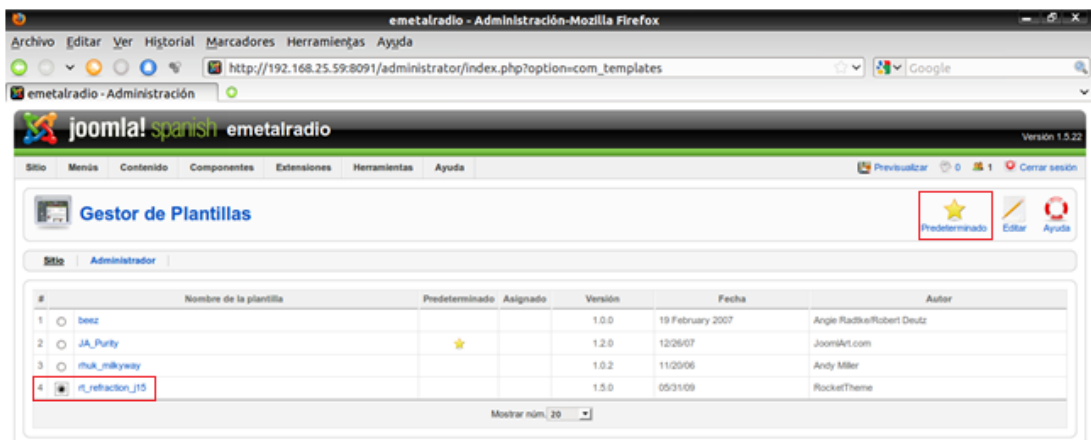 emetalradio - Administración-Mozilla Firefox
Archivo Editar Ver Historial Marcadores Herramientas Ayuda
http://192.168.25.59:8091/administrator/index.php?option=com_templates Google
emetalradio - Administración
joomla! spanish emetalradio
Versión 1.5.22
Sitio Menús Contenido Componentes Extensiones Herramientas Ayuda Previsualizar 0 1 Cerrar sesión
Gestor de Plantillas
Predeterminado Editar Ayuda
Sitio Administrador
# Nombre de la plantilla Predeterminado Asignado Versión Fecha Autor
1 beez 1.0.0 19 February 2007 Angie Radtke/Robert Deutz
2 JA_Purity 1.2.0 12/26/07 JoomlArt.com
3 rhuk_milkyway 1.0.2 11/20/06 Andy Miller
4 rt_refraction_j15 1.5.0 05/31/09 RocketTheme
Mostrar núm. 20